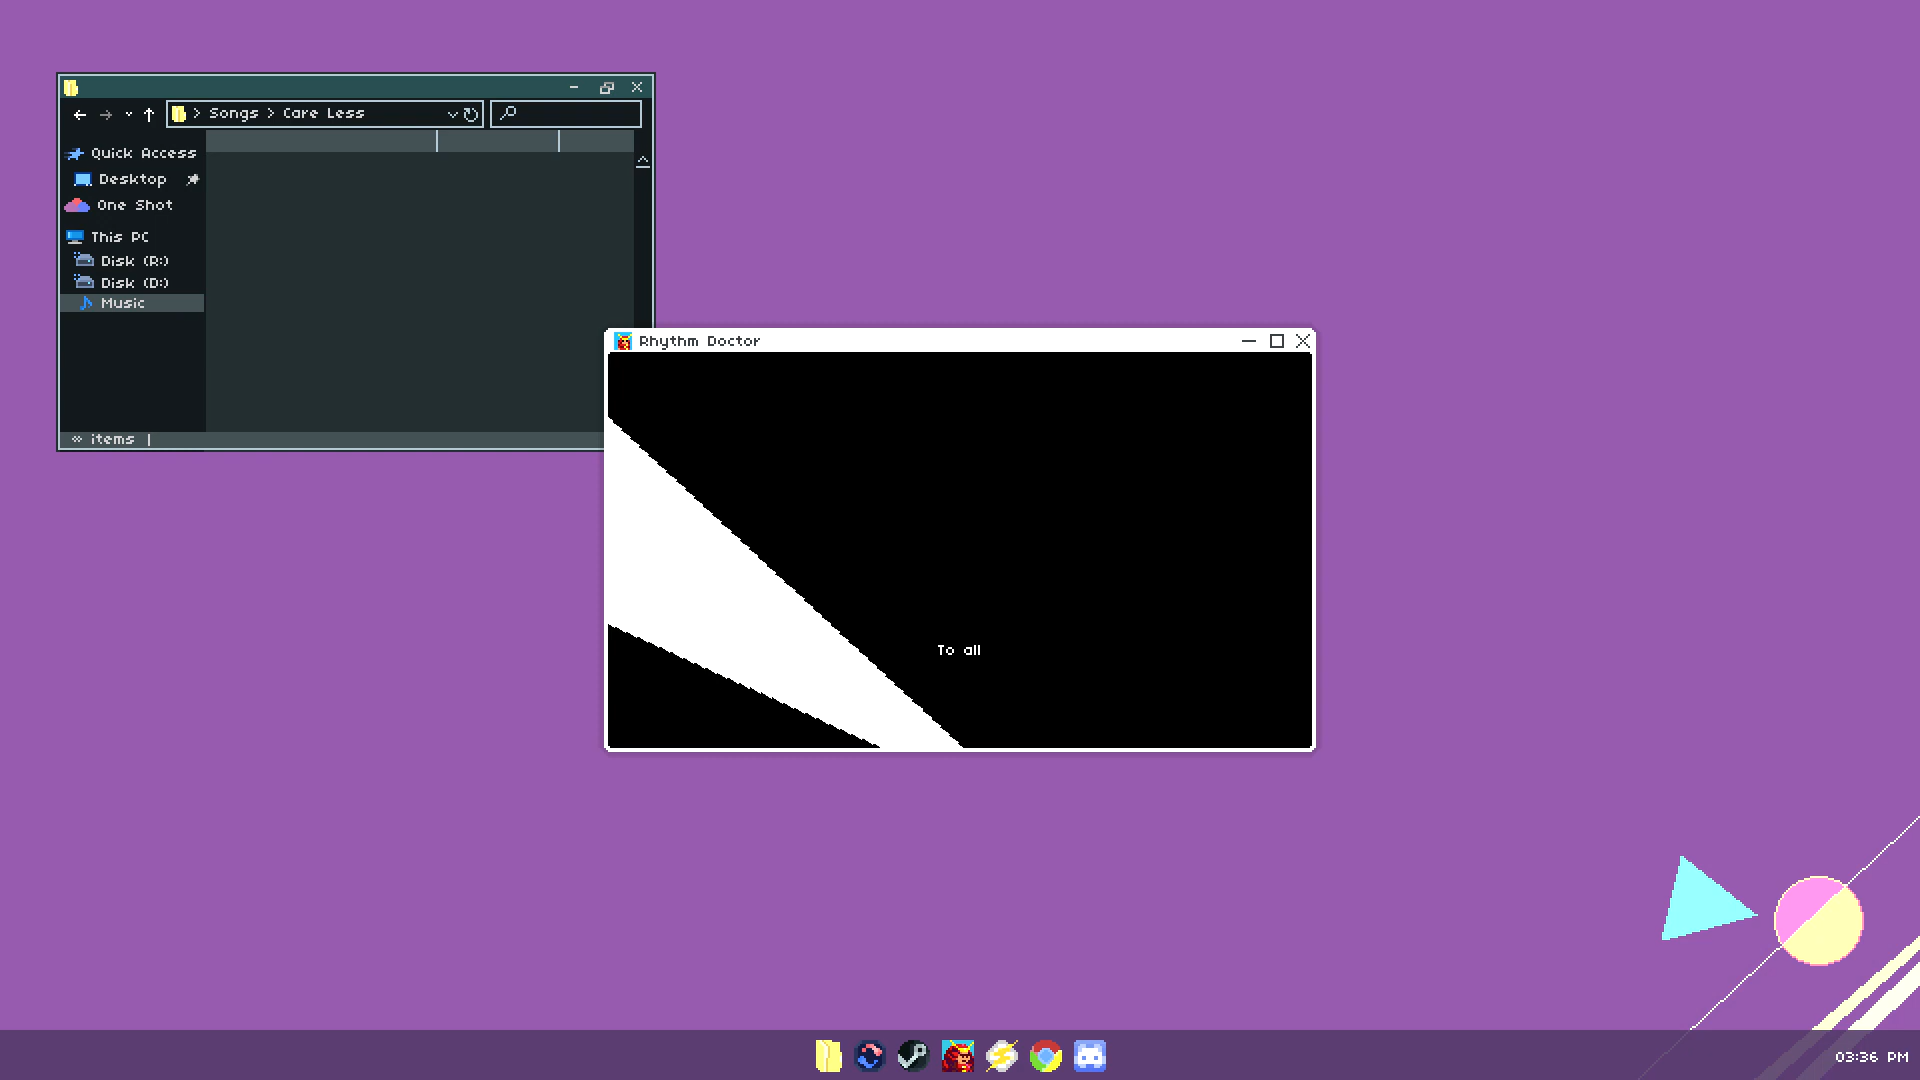 > Songs > Care Less
Quick Access
Desktop
One Shot
This PC
Disk (R:)
Disk (D:)
Music
∞ items |
Rhythm Doctor
To all
03:36 PM